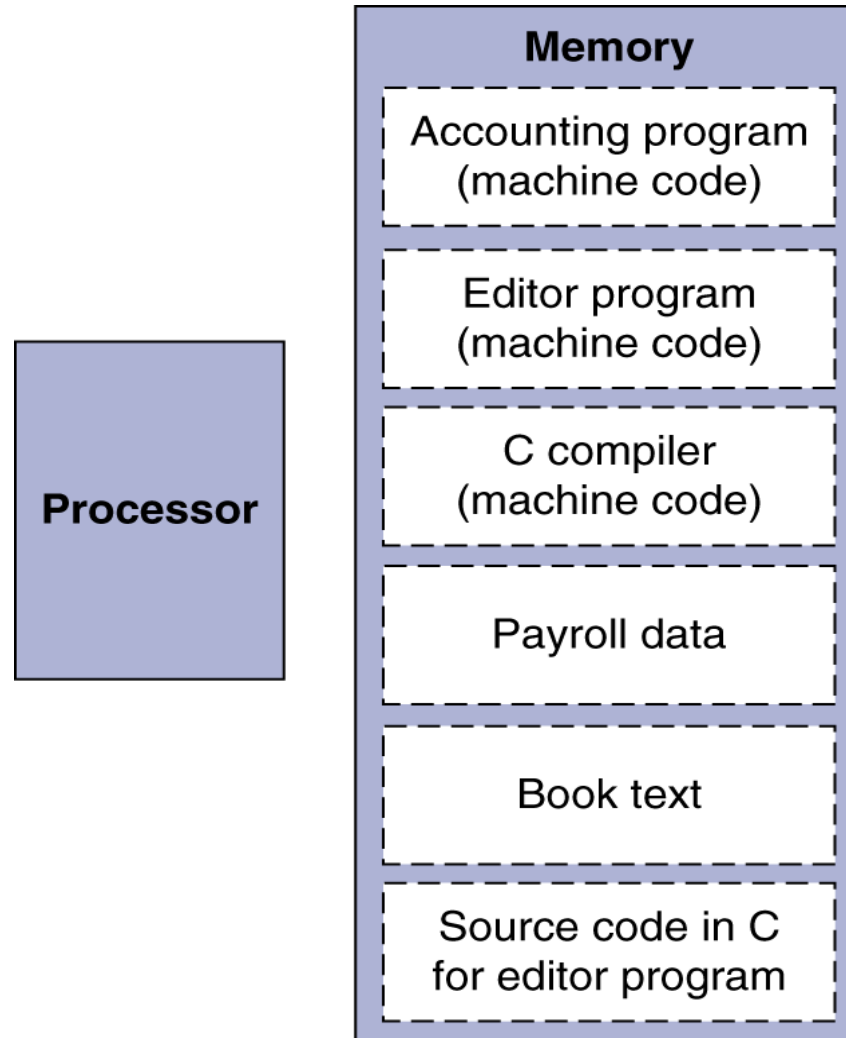 Memory
Accounting program
(machine code)
Editor program
(machine code)
C compiler
(machine code)
Processor
Payroll data
Book text
Source code in C
for editor program